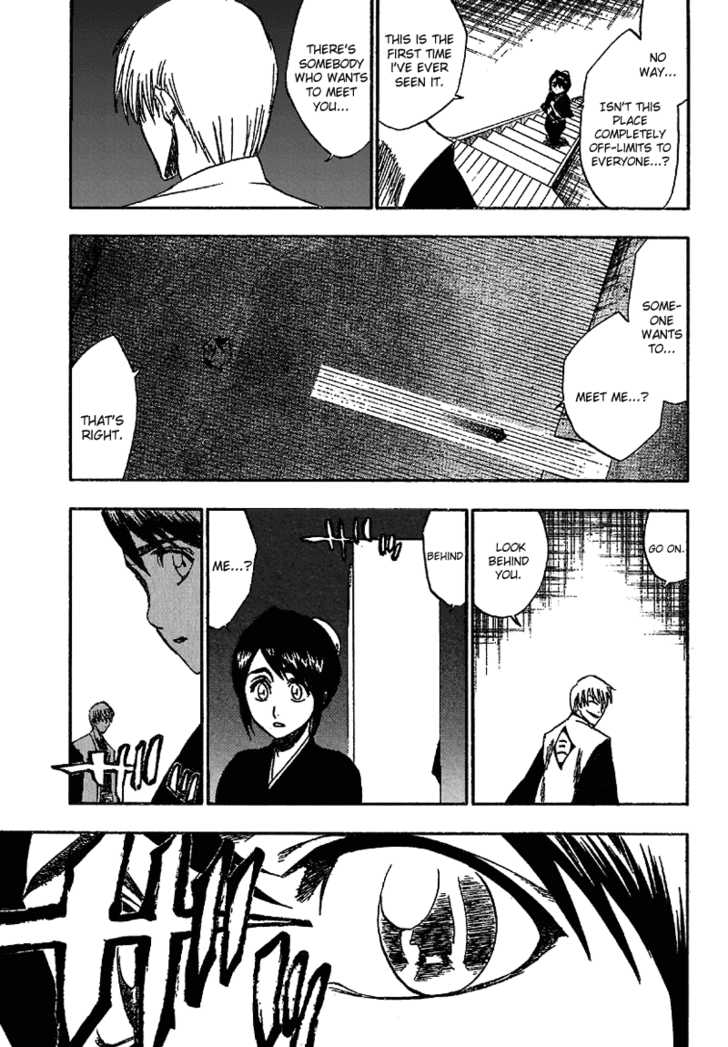 NO
WAY...
ISN'T THIS
PLACE
COMPLETELY
OFF-LIMITS TO
EVERYONE...?
THIS IS THE
FIRST TIME
I'VE EVER
SEEN IT.
THERE'S
SOMEBODY
WHO WANTS
TO MEET
YOU...
SOME-
ONE
WANTS
TO...
MEET ME...?
THAT'S
RIGHT.
GO ON.
LOOK
BEHIND
YOU.
BEHIND
ME...?